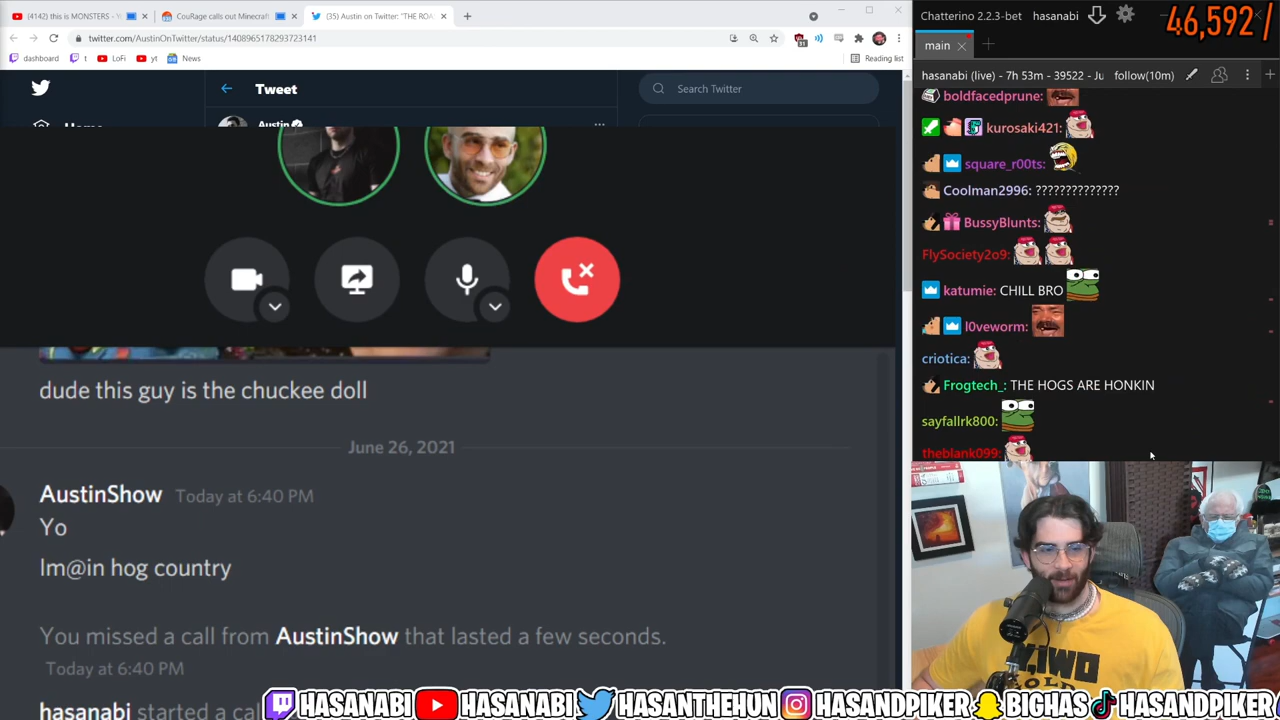 (4142) this is MONSTERS - Y
CouRage calls out Minecraft
(35) Austin on Twitter: "THE ROA
twitter.com/AustinOnTwitter/status/1408965178293723141
31
dashboard
t
LoFi
yt
News
Reading list
Tweet
Search Twitter
Home
Austin
dude this guy is the chuckee doll
June 26, 2021
AustinShow Today at 6:40 PM
Yo
Im@in hog country
You missed a call from AustinShow that lasted a few seconds.
Today at 6:40 PM
hasanabi started a cal
Chatterino 2.2.3-bet hasanabi
46,592 /
main
hasanabi (live) - 7h 53m - 39522 - Ju follow(10m)
boldfacedprune:
kurosaki421:
square_r00ts:
Coolman2996: ??????????????
BussyBlunts:
FlySociety2o9:
katumie: CHILL BRO
l0veworm:
criotica:
Frogtech_: THE HOGS ARE HONKIN
sayfallrk800:
theblank099:
HASANABI HASANABI HASANTHEHUN HASANDPIKER BIGHAS HASANDPIKER